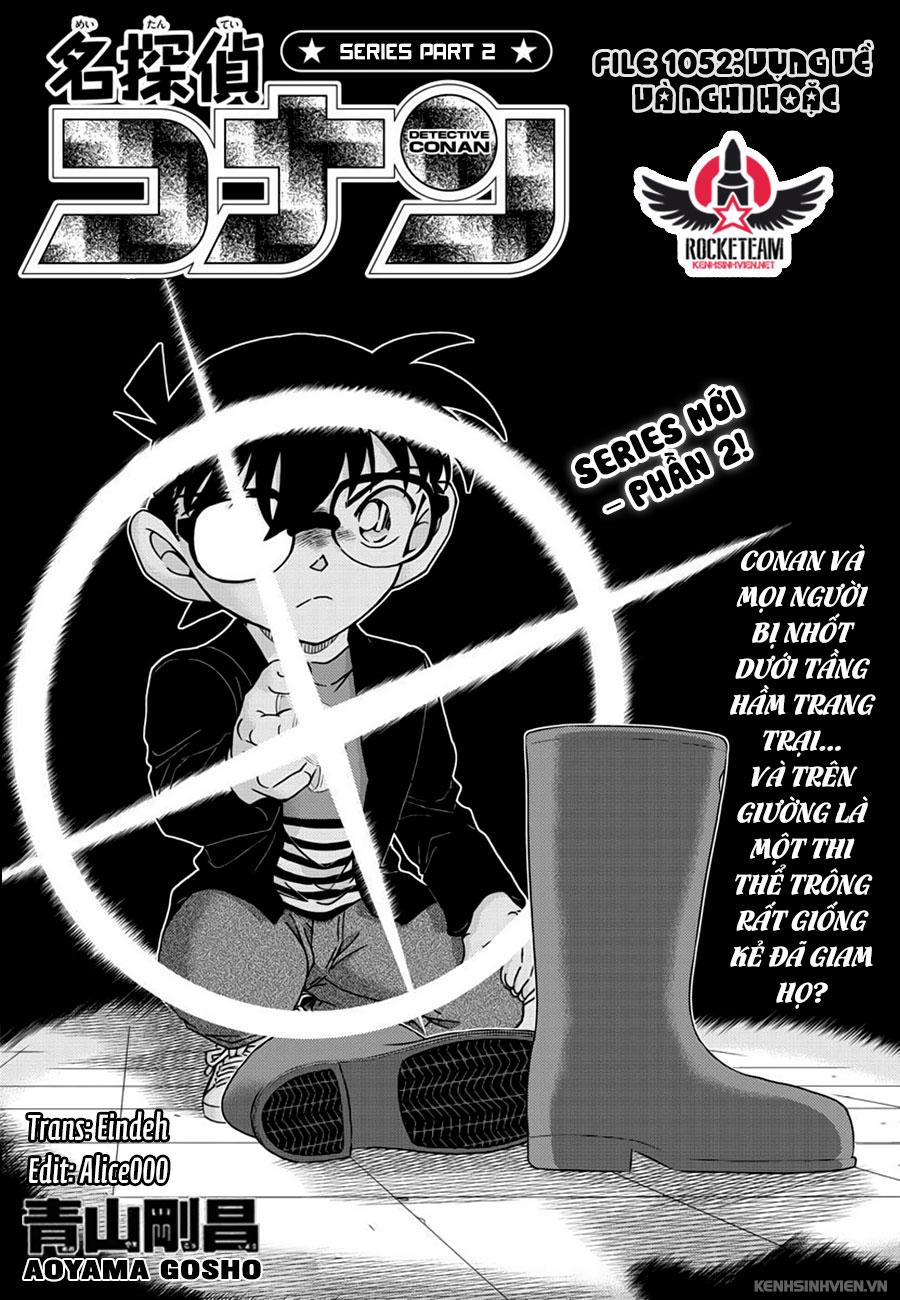 めい たん てい
名探偵
コナン
DETECTIVE
CONAN
★ SERIES PART 2 ★
FILE 1052: VỤNG VỀ
VÀ NGHI HOẶC
ROCKETEAM
KENHSINHVIEN.NET
SERIES MỚI
– PHẦN 2!
CONAN VÀ
MỌI NGƯỜI
BỊ NHỐT
DƯỚI TẦNG
HẦM TRANG
TRẠI...
VÀ TRÊN
GIƯỜNG LÀ
MỘT THI
THỂ TRÔNG
RẤT GIỐNG
KẺ ĐÃ GIAM
HỌ?
Trans: Eindeh
Edit: Alice000
青山剛昌
AOYAMA GOSHO
KENHSINHVIEN.VN